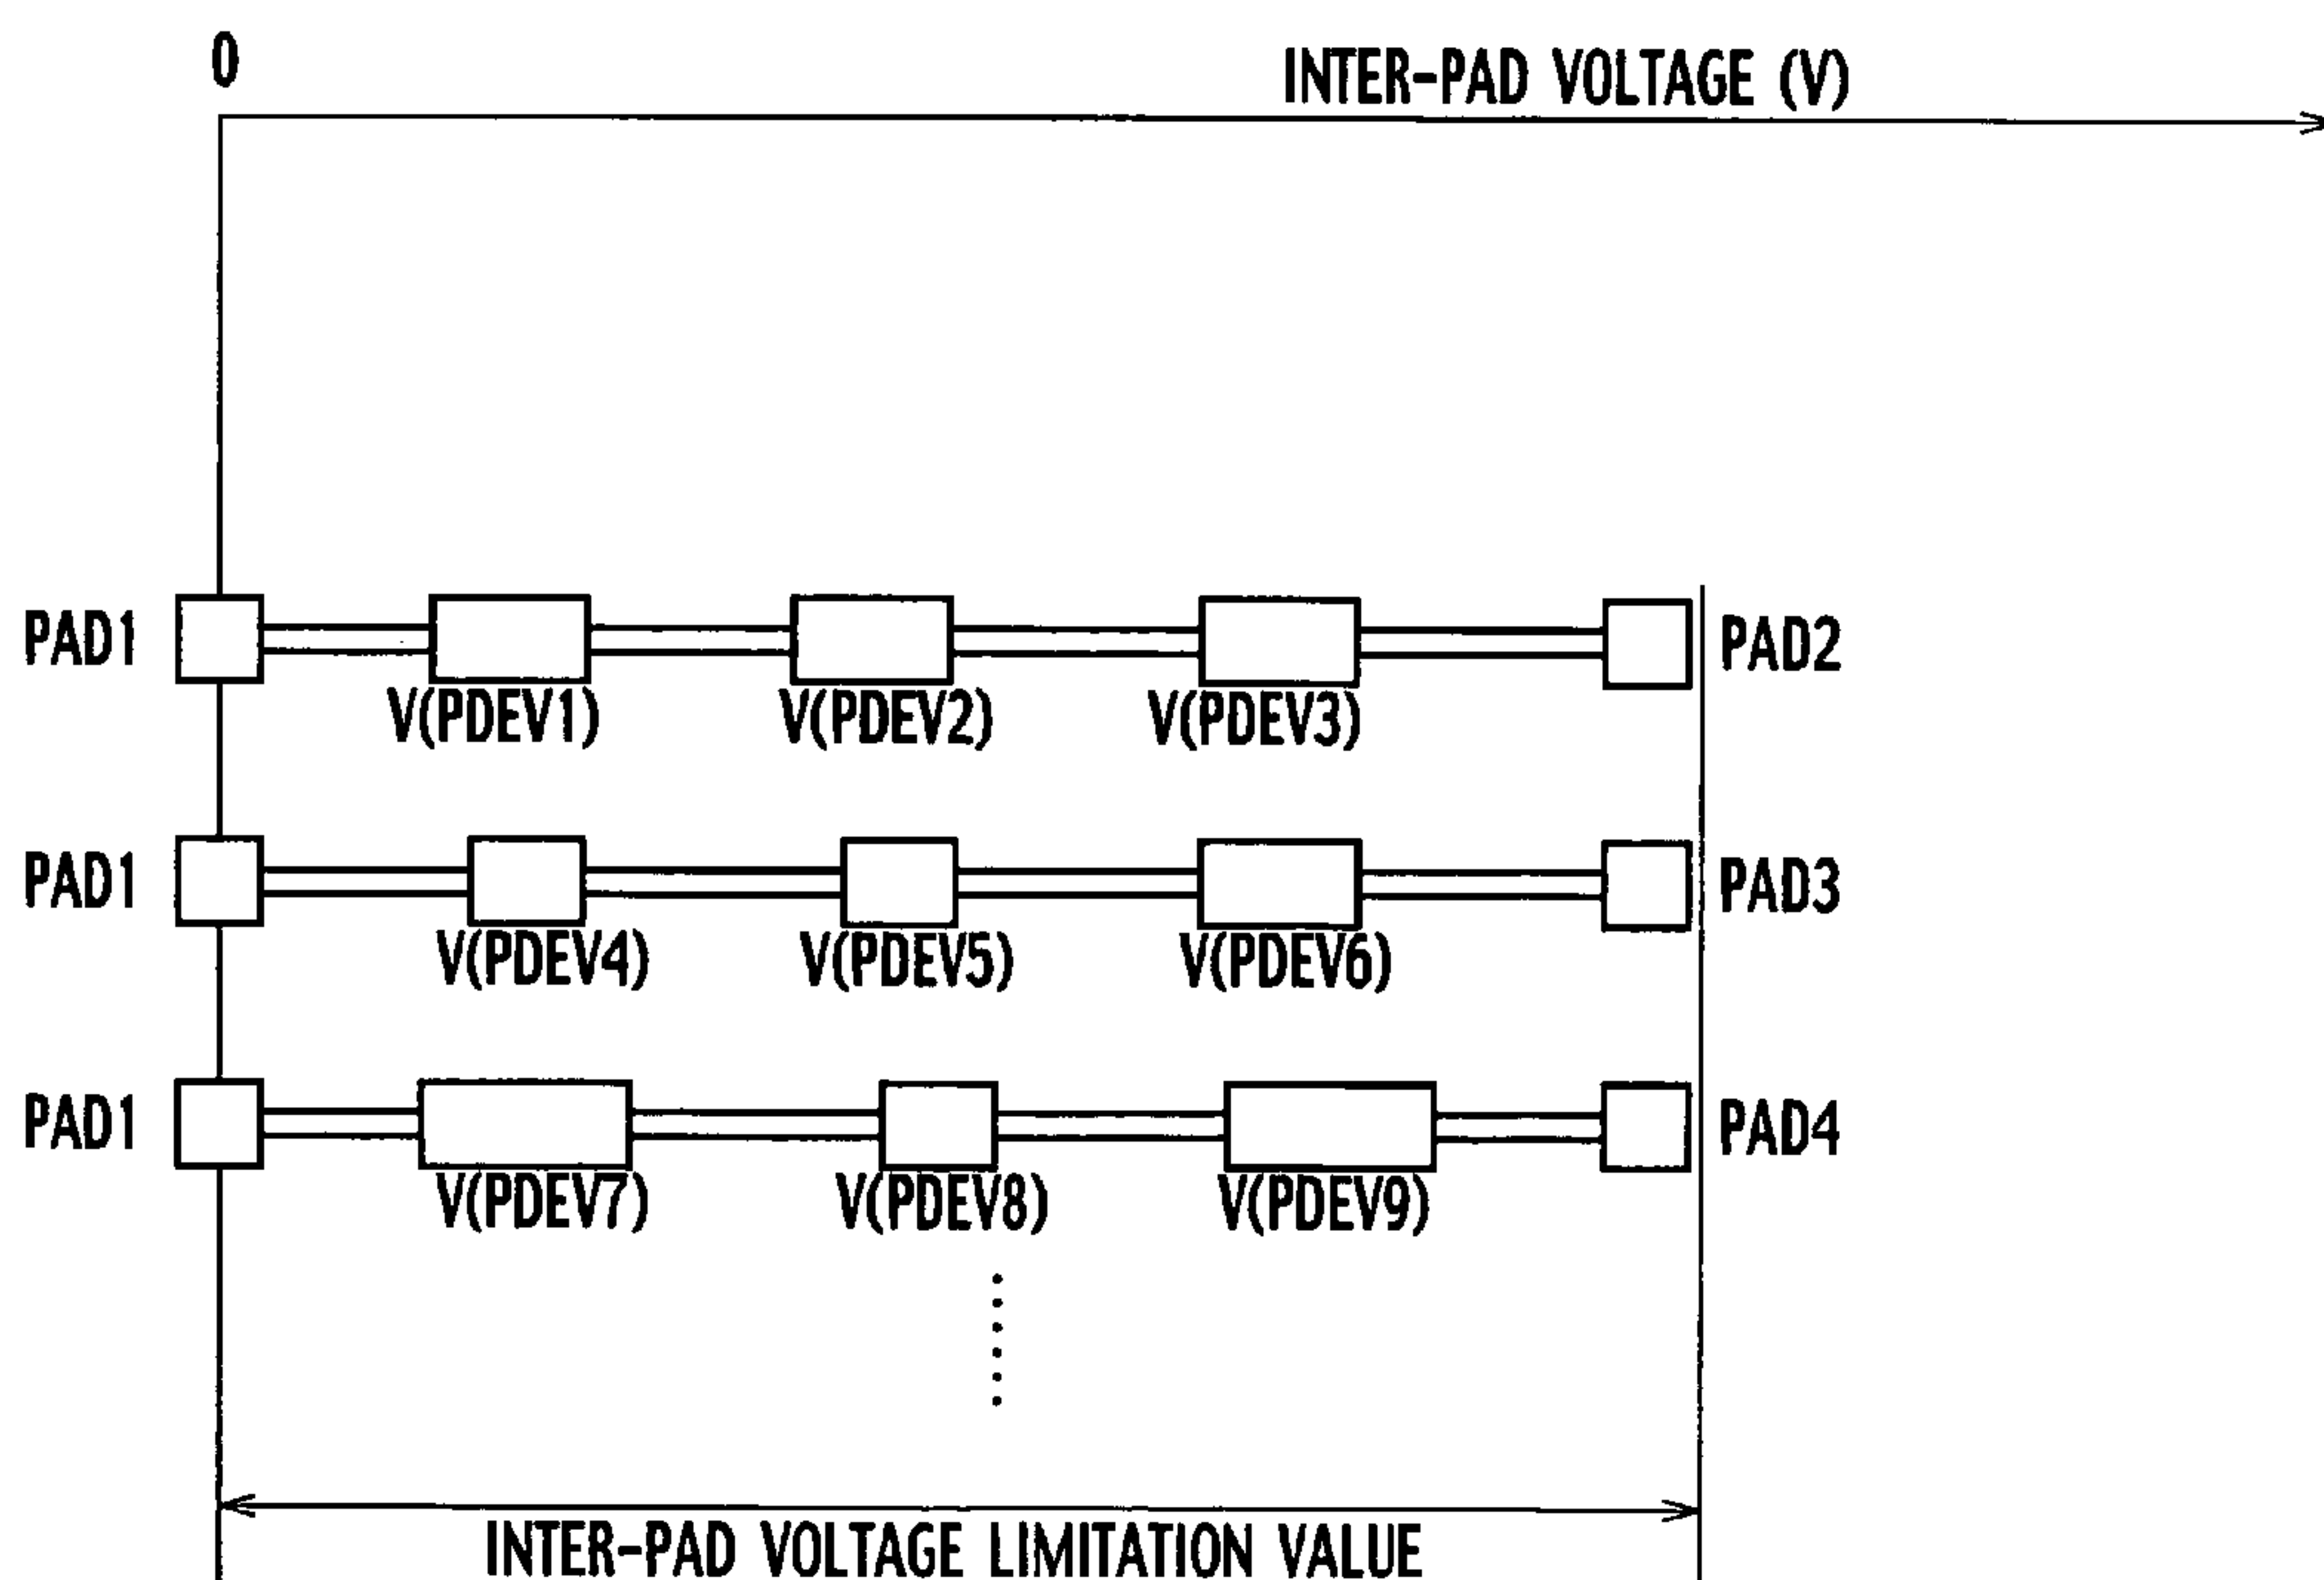 0
INTER-PAD VOLTAGE (V)
PAD1
PAD2
V(PDEV1)
V(PDEV2)
V(PDEV3)
PAD1
PAD3
V(PDEV4)
V(PDEV5)
V(PDEV6)
PAD1
PAD4
V(PDEV7)
V(PDEV8)
V(PDEV9)
INTER-PAD VOLTAGE LIMITATION VALUE